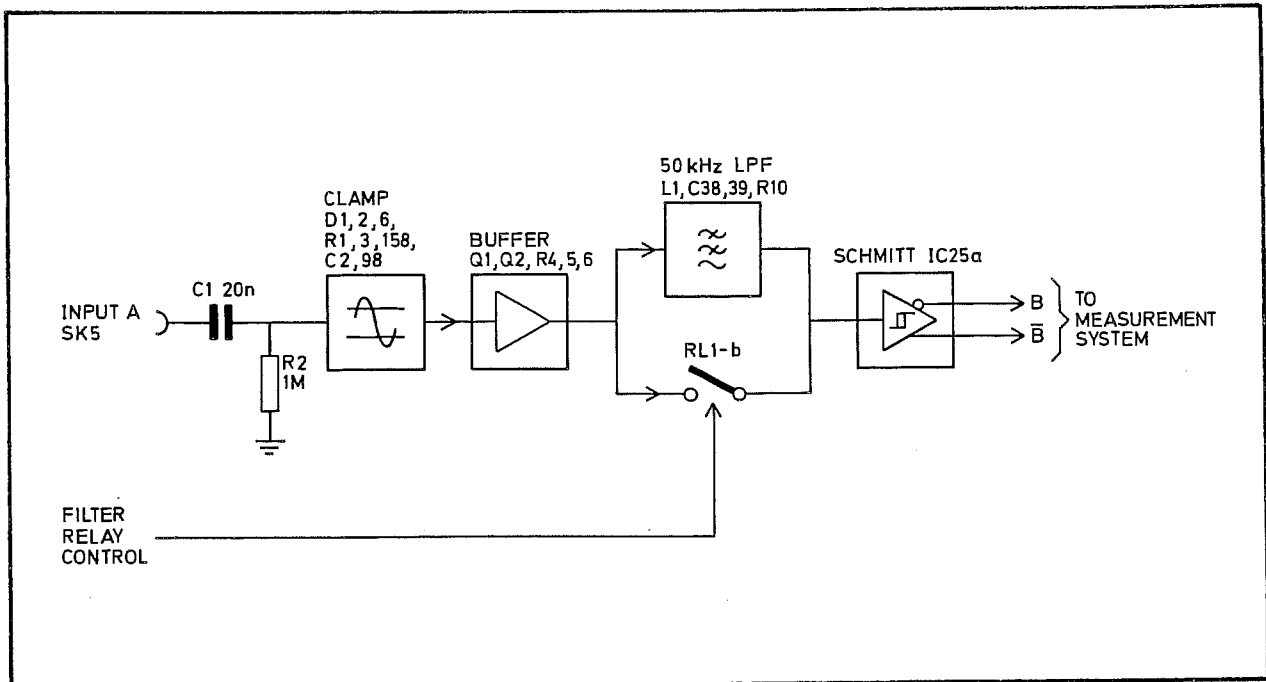 50 kHz LPF
L1, C38, 39, R10
CLAMP
D1, 2, 6,
R1, 3, 158,
C2, 98
BUFFER
Q1, Q2, R4, 5, 6
SCHMITT IC25a
C1 20n
INPUT A
SK5
R2
1M
RL1-b
B
B̅
TO
MEASUREMENT
SYSTEM
FILTER
RELAY
CONTROL